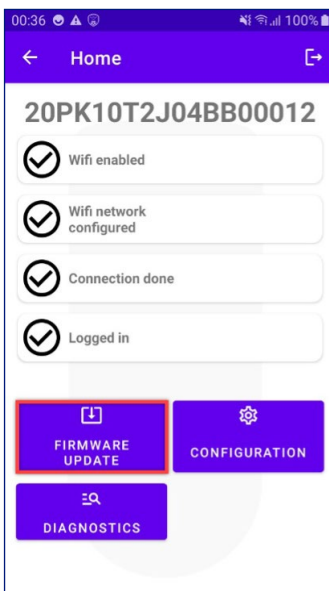 00:36 100%
Home
20PK10T2J04BB00012
Wifi enabled
Wifi network
configured
Connection done
Logged in
FIRMWARE
UPDATE
CONFIGURATION
DIAGNOSTICS